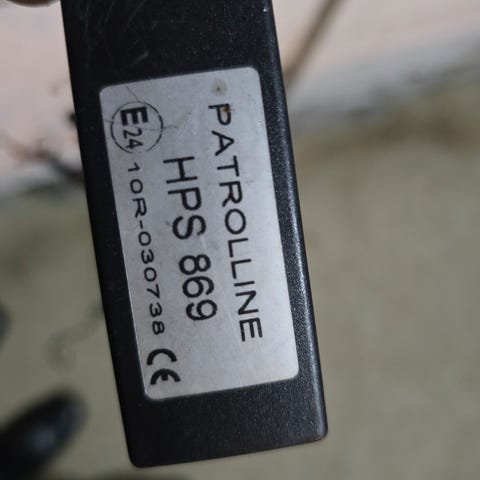 PATROLLINE
HPS 869
E24 10R-030738 CE